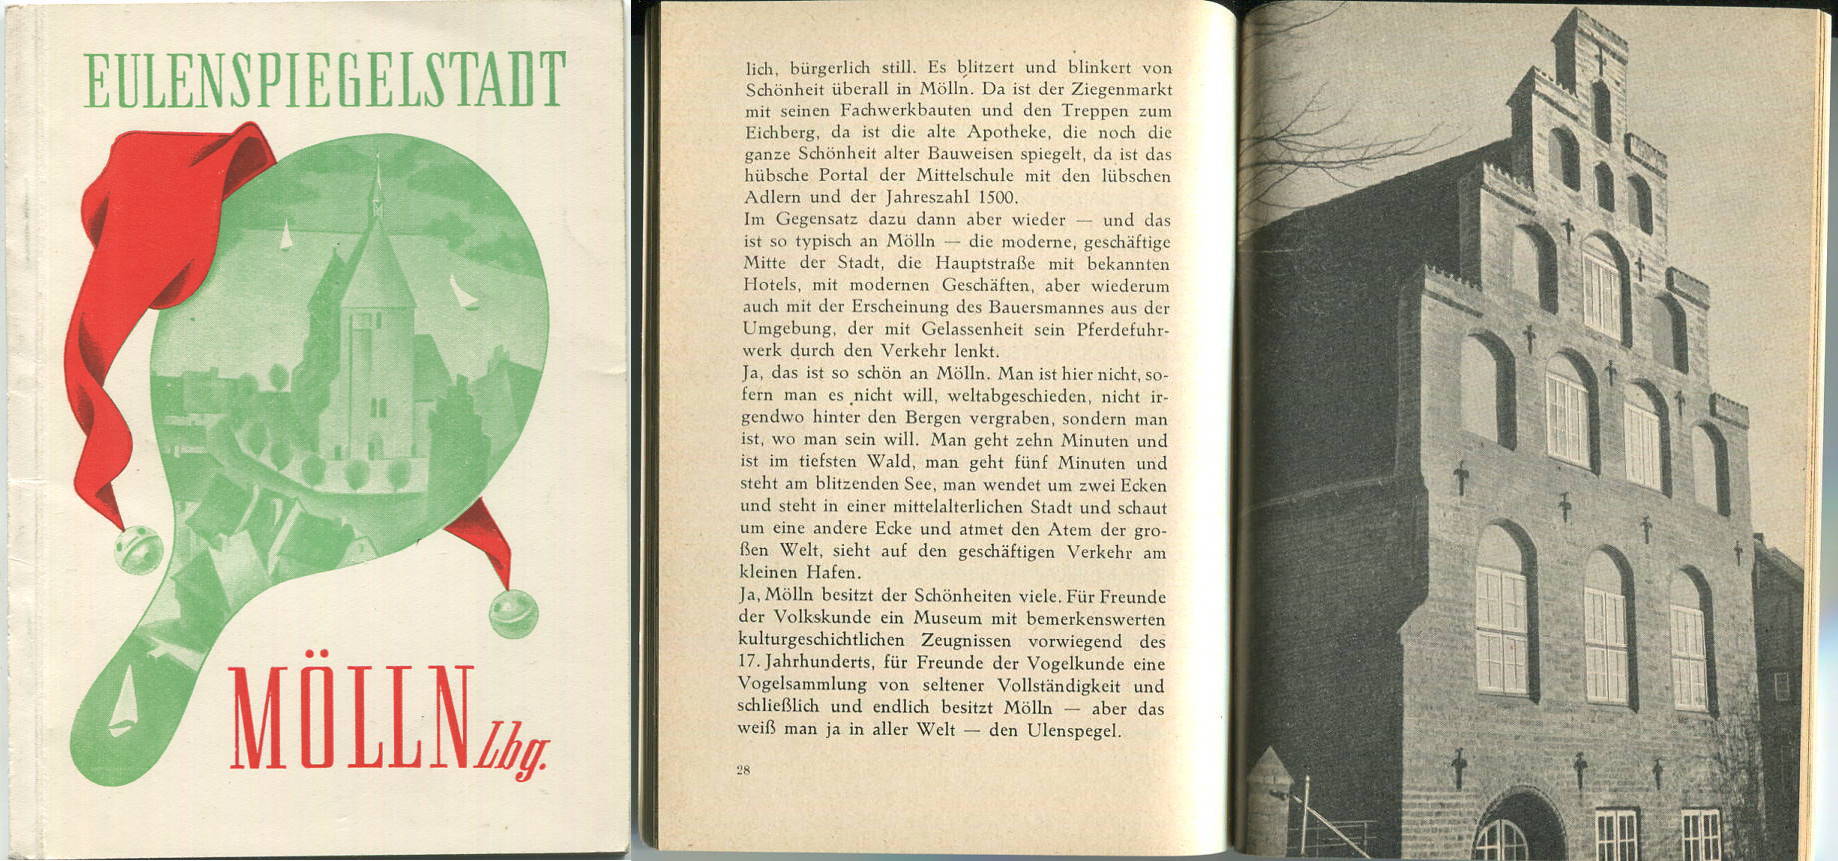 EULENSPIEGELSTADT
MÖLLN Lbg.
lich, bürgerlich still. Es blitzert und blinkert von
Schönheit überall in Mölln. Da ist der Ziegenmarkt
mit seinen Fachwerkbauten und den Treppen zum
Eichberg, da ist die alte Apotheke, die noch die
ganze Schönheit alter Bauweisen spiegelt, da ist das
hübsche Portal der Mittelschule mit den lübschen
Adlern und der Jahreszahl 1500.
Im Gegensatz dazu dann aber wieder — und das
ist so typisch an Mölln — die moderne, geschäftige
Mitte der Stadt, die Hauptstraße mit bekannten
Hotels, mit modernen Geschäften, aber wiederum
auch mit der Erscheinung des Bauersmannes aus der
Umgebung, der mit Gelassenheit sein Pferdefuhr-
werk durch den Verkehr lenkt.
Ja, das ist so schön an Mölln. Man ist hier nicht, so-
fern man es nicht will, weltabgeschieden, nicht ir-
gendwo hinter den Bergen vergraben, sondern man
ist, wo man sein will. Man geht zehn Minuten und
ist im tiefsten Wald, man geht fünf Minuten und
steht am blitzenden See, man wendet um zwei Ecken
und steht in einer mittelalterlichen Stadt und schaut
um eine andere Ecke und atmet den Atem der gro-
ßen Welt, sieht auf den geschäftigen Verkehr am
kleinen Hafen.
Ja, Mölln besitzt der Schönheiten viele. Für Freunde
der Volkskunde ein Museum mit bemerkenswerten
kulturgeschichtlichen Zeugnissen vorwiegend des
17. Jahrhunderts, für Freunde der Vogelkunde eine
Vogelsammlung von seltener Vollständigkeit und
schließlich und endlich besitzt Mölln — aber das
weiß man ja in aller Welt — den Ulenspegel.
28